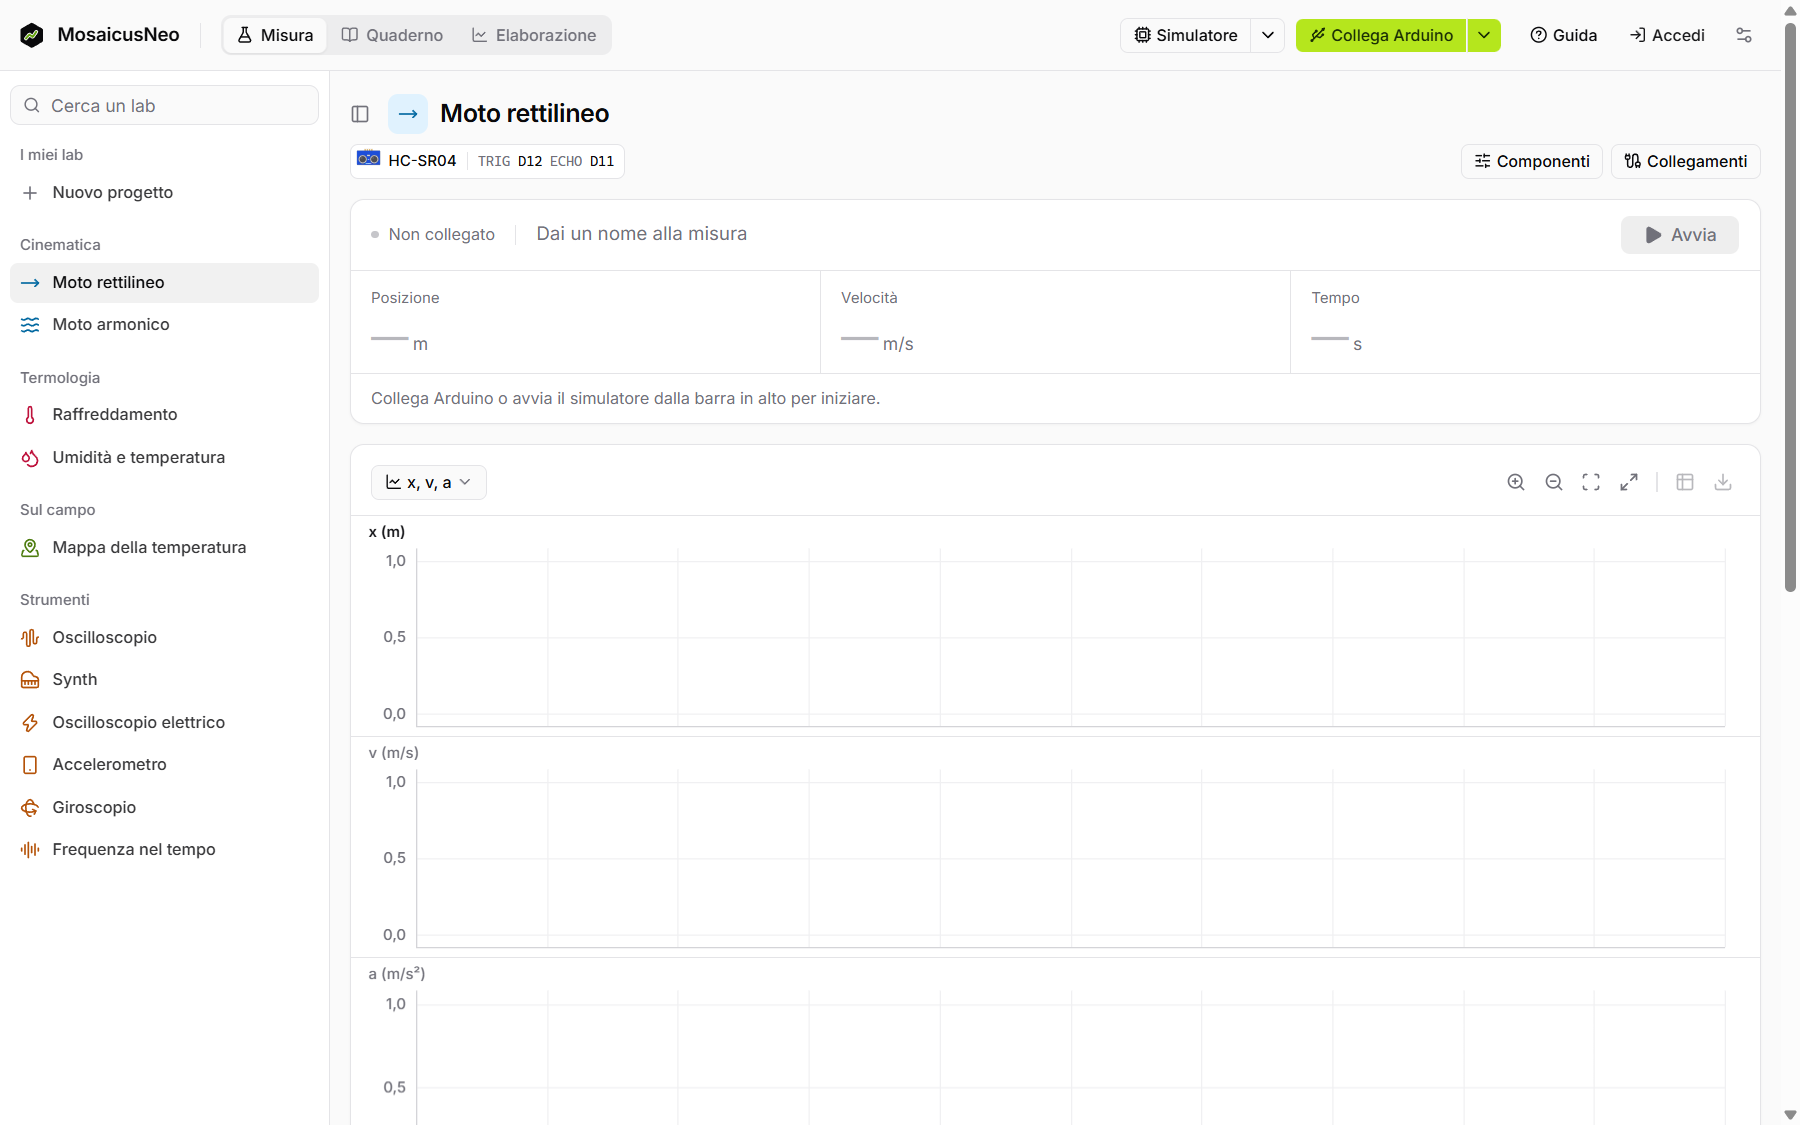 MosaicusNeo
Misura
Quaderno
Elaborazione
Simulatore
Collega Arduino
Guida
Accedi
Cerca un lab
I miei lab
Nuovo progetto
Cinematica
Moto rettilineo
Moto armonico
Termologia
Raffreddamento
Umidità e temperatura
Sul campo
Mappa della temperatura
Strumenti
Oscilloscopio
Synth
Oscilloscopio elettrico
Accelerometro
Giroscopio
Frequenza nel tempo
Moto rettilineo
HC-SR04 TRIG D12 ECHO D11
Componenti
Collegamenti
Non collegato
Dai un nome alla misura
Avvia
Posizione
— m
Velocità
— m/s
Tempo
— s
Collega Arduino o avvia il simulatore dalla barra in alto per iniziare.
x, v, a
x (m)
1,0
0,5
0,0
v (m/s)
1,0
0,5
0,0
a (m/s²)
1,0
0,5